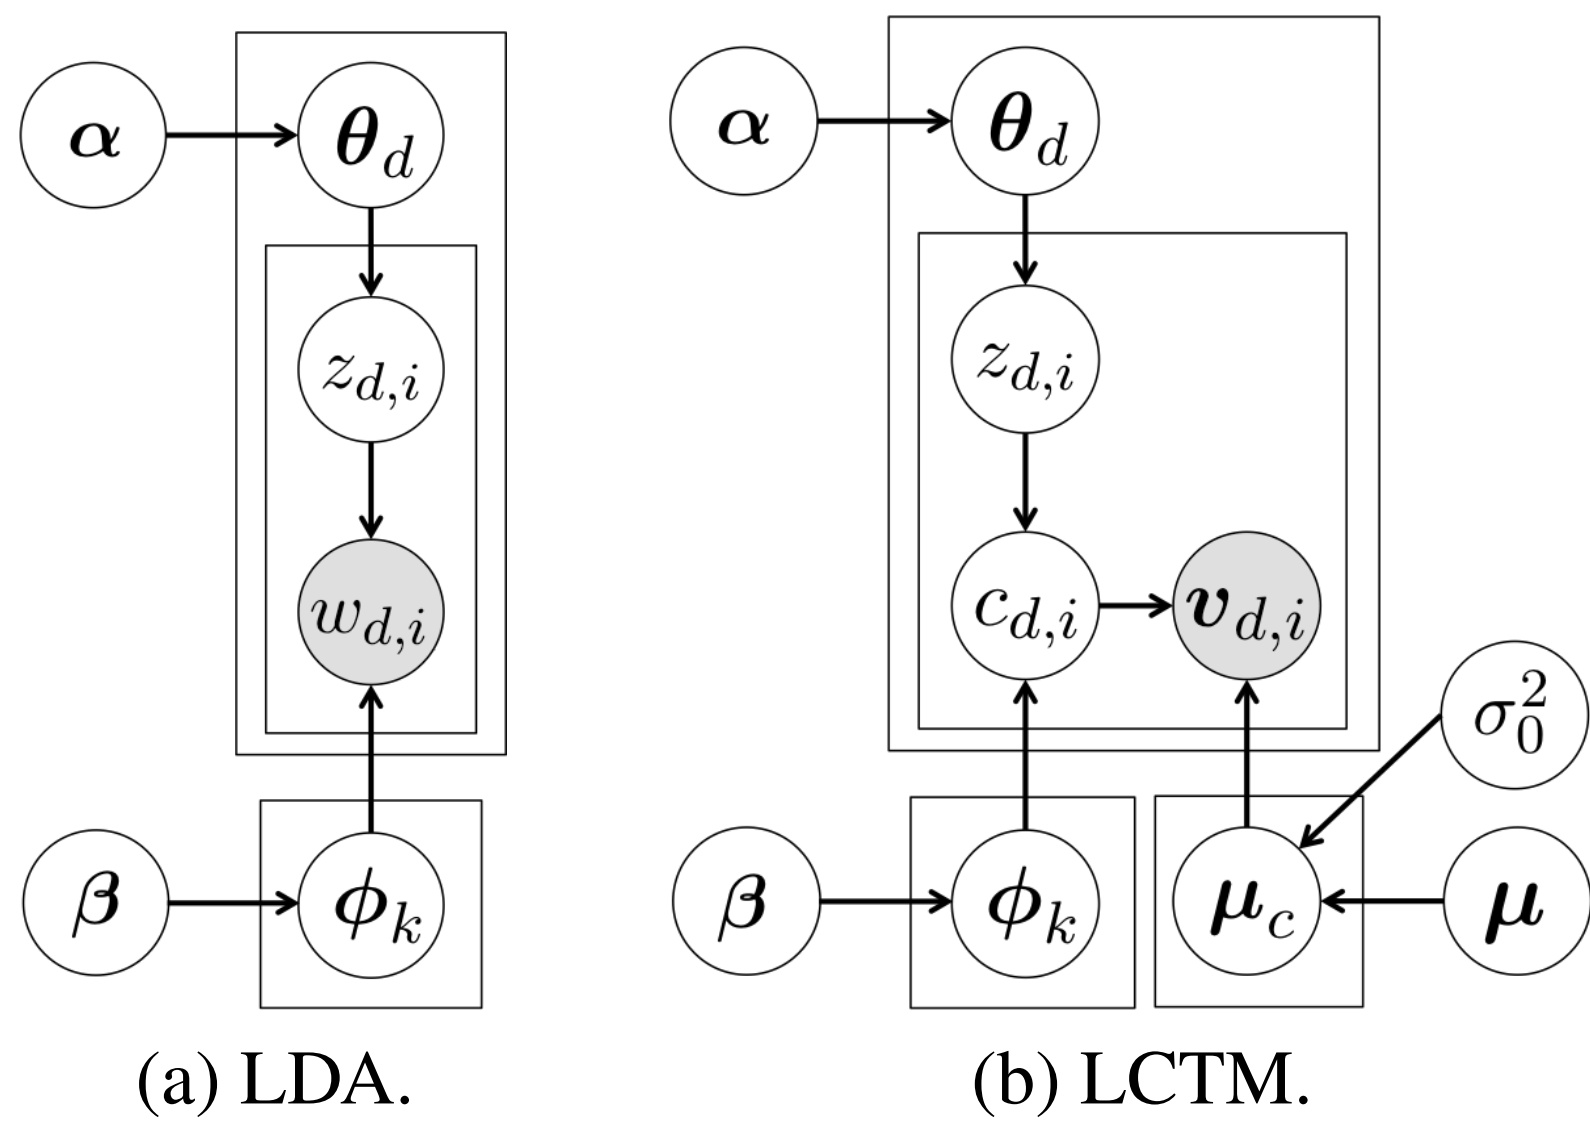 α
θ_d
z_{d,i}
w_{d,i}
β
ϕ_k
(a) LDA.
α
θ_d
z_{d,i}
c_{d,i}
v_{d,i}
σ_0^2
β
ϕ_k
μ_c
μ
(b) LCTM.